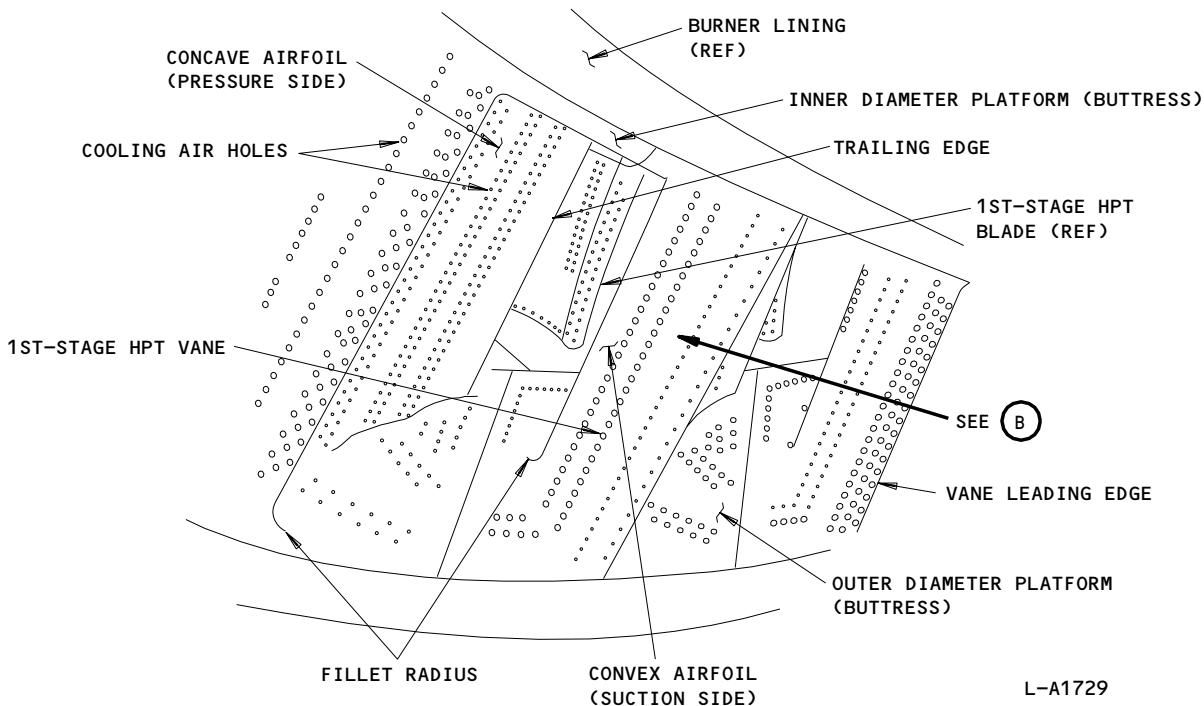 BURNER LINING
(REF)
CONCAVE AIRFOIL
(PRESSURE SIDE)
INNER DIAMETER PLATFORM (BUTTRESS)
COOLING AIR HOLES
TRAILING EDGE
1ST-STAGE HPT
BLADE (REF)
1ST-STAGE HPT VANE
SEE B
VANE LEADING EDGE
OUTER DIAMETER PLATFORM
(BUTTRESS)
FILLET RADIUS
CONVEX AIRFOIL
(SUCTION SIDE)
L-A1729